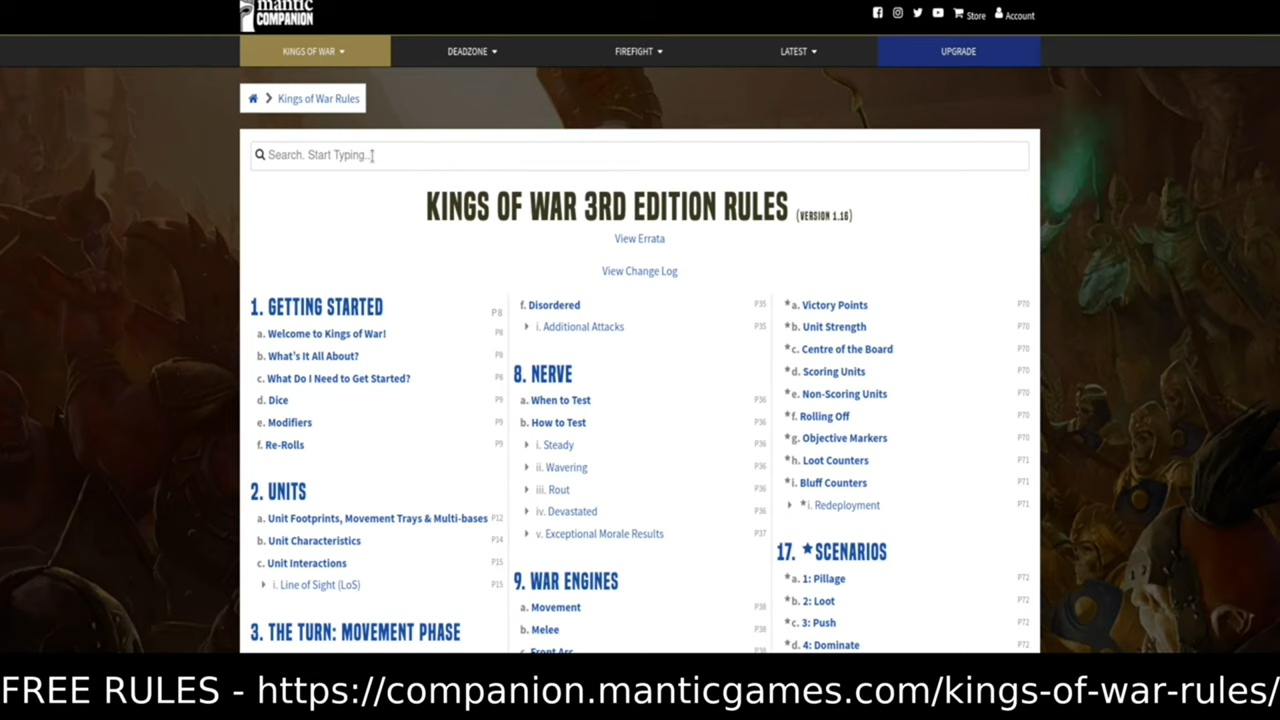 mantic
COMPANION
Store
Account
KINGS OF WAR
DEADZONE
FIREFIGHT
LATEST
UPGRADE
Kings of War Rules
Search. Start Typing...
KINGS OF WAR 3RD EDITION RULES (VERSION 1.16)
View Errata
View Change Log
1. GETTING STARTED P8
a. Welcome to Kings of War! P8
b. What's It All About? P8
c. What Do I Need to Get Started? P8
d. Dice P9
e. Modifiers P9
f. Re-Rolls P9
2. UNITS
a. Unit Footprints, Movement Trays & Multi-bases P12
b. Unit Characteristics P14
c. Unit Interactions P15
i. Line of Sight (LoS) P15
3. THE TURN: MOVEMENT PHASE
f. Disordered P35
i. Additional Attacks P35
8. NERVE
a. When to Test P36
b. How to Test P36
i. Steady P36
ii. Wavering P36
iii. Rout P36
iv. Devastated P36
v. Exceptional Morale Results P37
9. WAR ENGINES
a. Movement P38
b. Melee P38
c. Front Arc P38
*a. Victory Points P70
*b. Unit Strength P70
*c. Centre of the Board P70
*d. Scoring Units P70
*e. Non-Scoring Units P70
*f. Rolling Off P70
*g. Objective Markers P70
*h. Loot Counters P71
*i. Bluff Counters P71
*i. Redeployment P71
17. ★SCENARIOS
*a. 1: Pillage P72
*b. 2: Loot P72
*c. 3: Push P72
*d. 4: Dominate P72
FREE RULES - https://companion.manticgames.com/kings-of-war-rules/